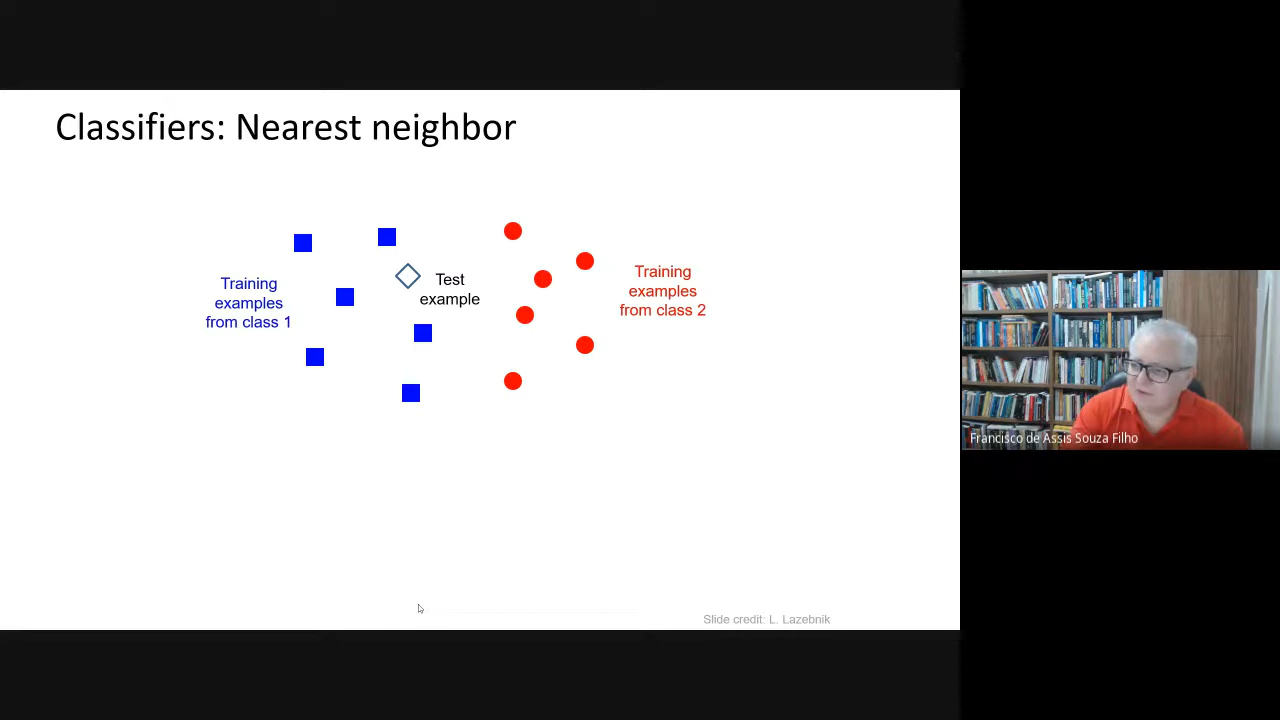 Classifiers: Nearest neighbor
Training
examples
from class 1
Test
example
Training
examples
from class 2
Francisco de Assis Souza Filho
Slide credit: L. Lazebnik